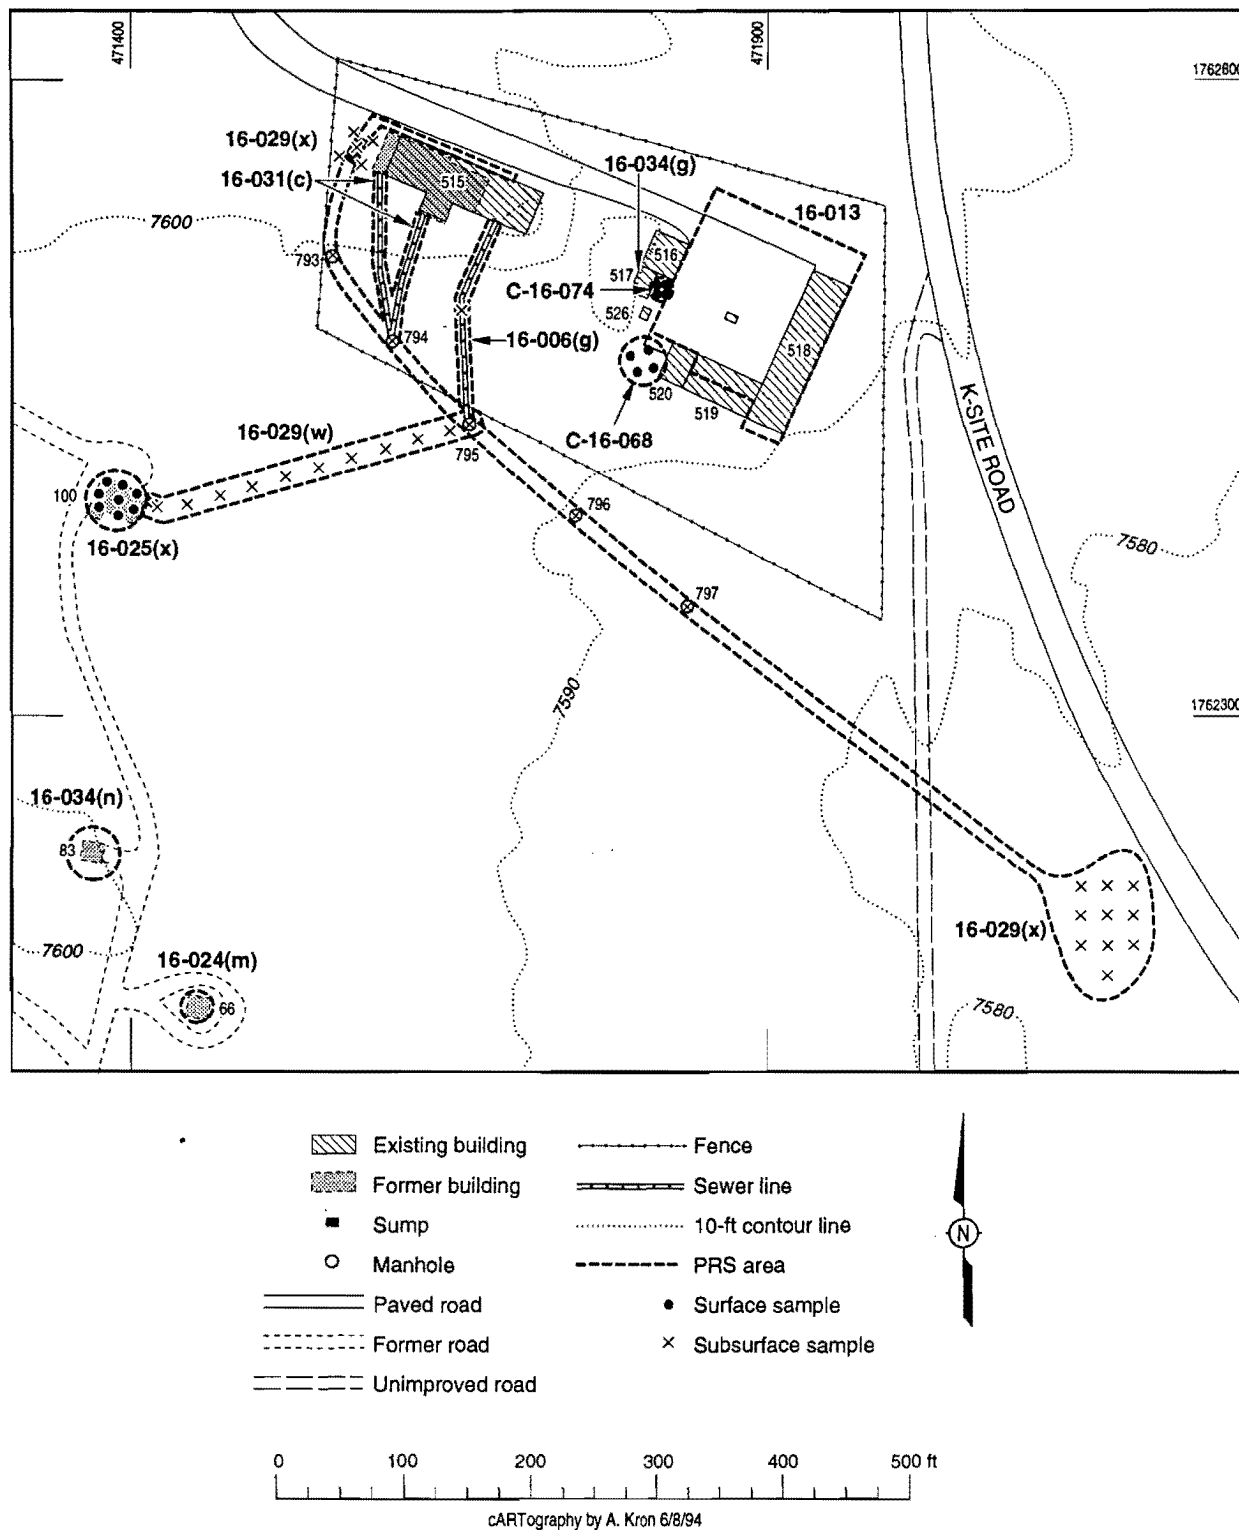 471400
471900
1762800
16-029(x)
16-034(g)
16-031(c)
515
16-013
7600
516
793
517
C-16-074
526
794
16-006(g)
518
520
519
K-SITE ROAD
16-029(w)
C-16-068
795
100
796
16-025(x)
7580
797
7590
1762300
16-034(n)
83
16-029(x)
7600
16-024(m)
66
7580
Existing building
Fence
Former building
Sewer line
Sump
10-ft contour line
N
Manhole
PRS area
Paved road
Surface sample
Former road
Subsurface sample
Unimproved road
0 100 200 300 400 500 ft
cARTography by A. Kron 6/8/94